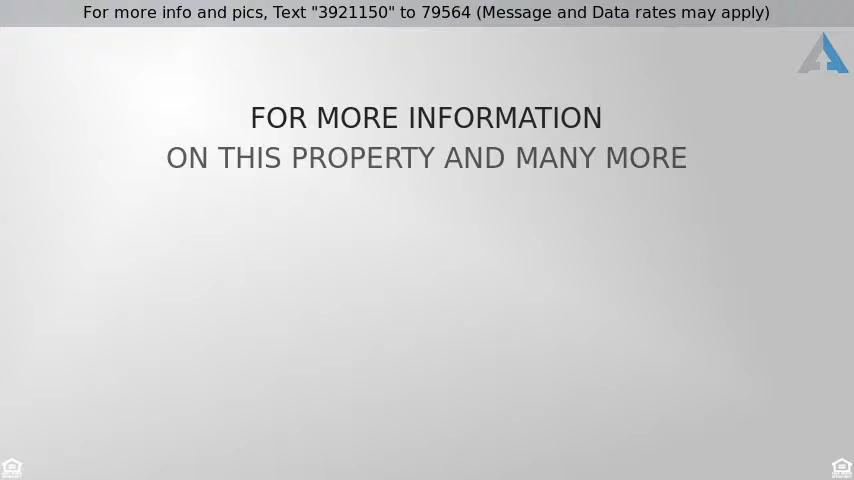 For more info and pics, Text "3921150" to 79564 (Message and Data rates may apply)
FOR MORE INFORMATION
ON THIS PROPERTY AND MANY MORE